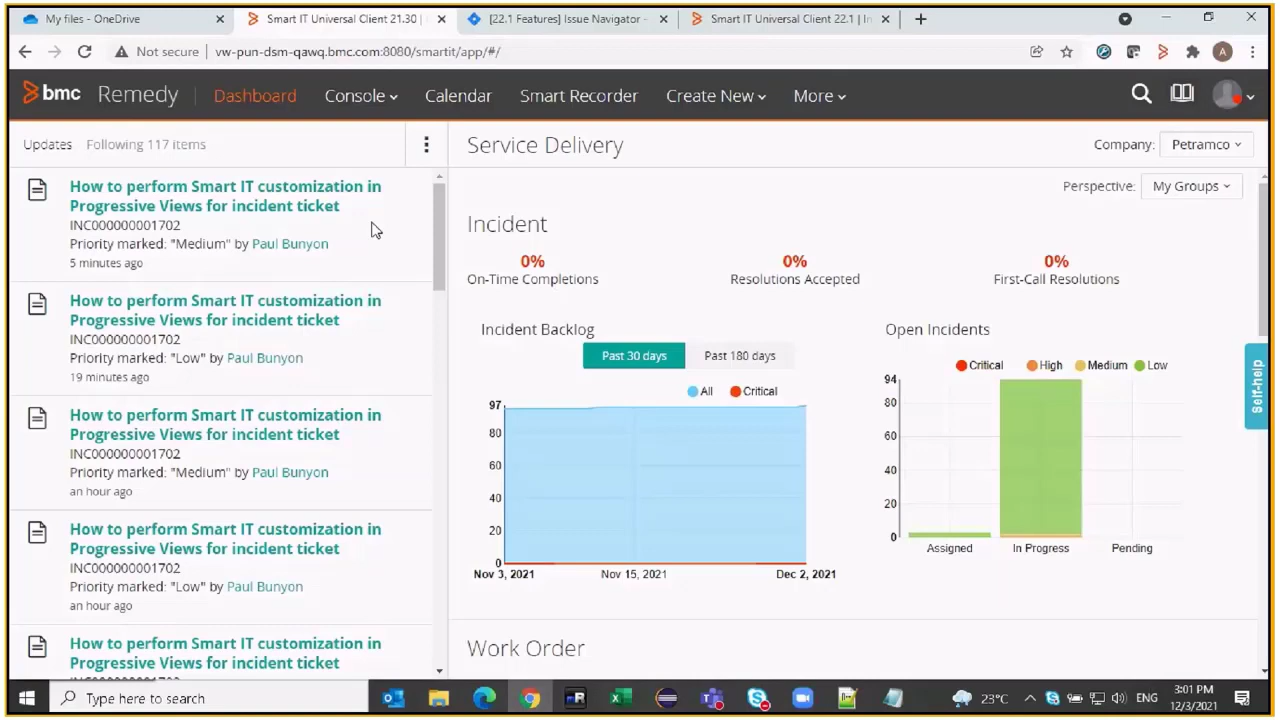 My files - OneDrive
Smart IT Universal Client 21.30 |
[22.1 Features] Issue Navigator -
Smart IT Universal Client 22.1 | In
Not secure
vw-pun-dsm-qawq.bmc.com:8080/smartit/app/#/
A
bmc
Remedy
Dashboard
Console
Calendar
Smart Recorder
Create New
More
Updates
Following 117 items
Service Delivery
Company:
Petramco
How to perform Smart IT customization in
Progressive Views for incident ticket
INC000000001702
Priority marked: "Medium" by Paul Bunyon
5 minutes ago
How to perform Smart IT customization in
Progressive Views for incident ticket
INC000000001702
Priority marked: "Low" by Paul Bunyon
19 minutes ago
How to perform Smart IT customization in
Progressive Views for incident ticket
INC000000001702
Priority marked: "Medium" by Paul Bunyon
an hour ago
How to perform Smart IT customization in
Progressive Views for incident ticket
INC000000001702
Priority marked: "Low" by Paul Bunyon
an hour ago
How to perform Smart IT customization in
Progressive Views for incident ticket
Perspective:
My Groups
Incident
0%
On-Time Completions
0%
Resolutions Accepted
0%
First-Call Resolutions
Incident Backlog
Past 30 days
Past 180 days
All
Critical
97
80
60
40
20
0
Nov 3, 2021
Nov 15, 2021
Dec 2, 2021
Open Incidents
Critical
High
Medium
Low
94
80
60
40
20
0
Assigned
In Progress
Pending
Self-help
Work Order
Type here to search
23°C
ENG
3:01 PM
12/3/2021